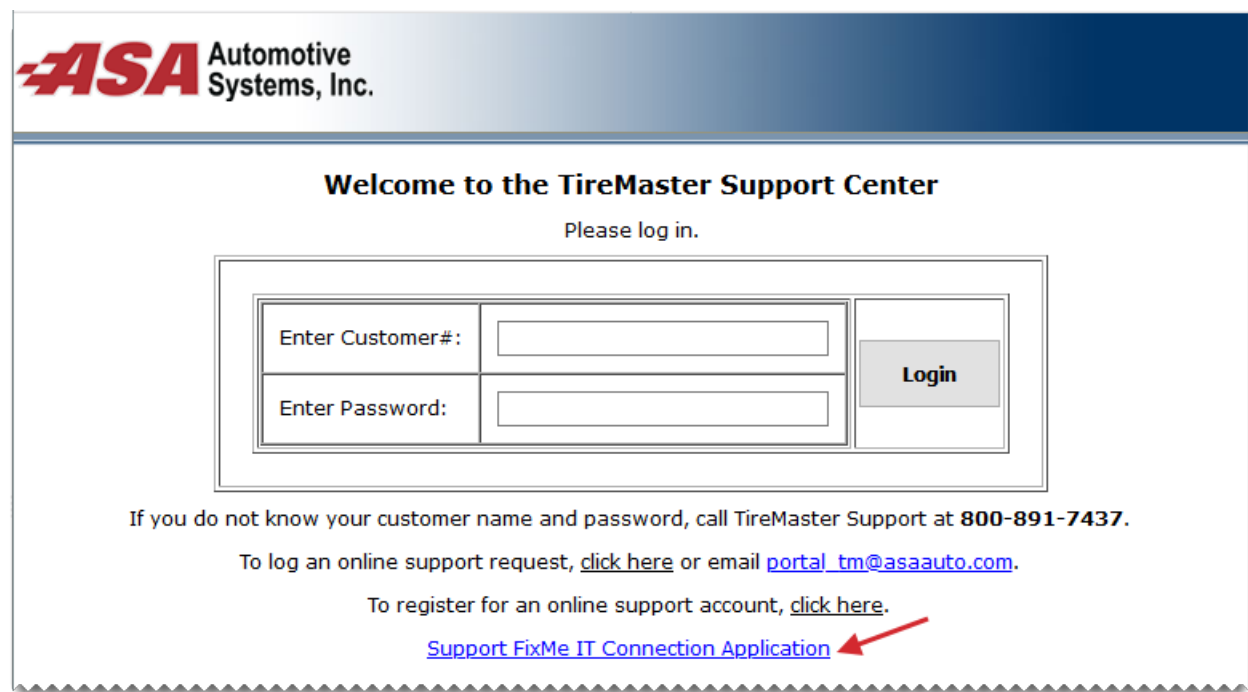 ASA Automotive
Systems, Inc.
Welcome to the TireMaster Support Center
Please log in.
Enter Customer#:
Login
Enter Password:
If you do not know your customer name and password, call TireMaster Support at 800-891-7437.
To log an online support request, click here or email portal_tm@asaauto.com.
To register for an online support account, click here.
Support FixMe IT Connection Application